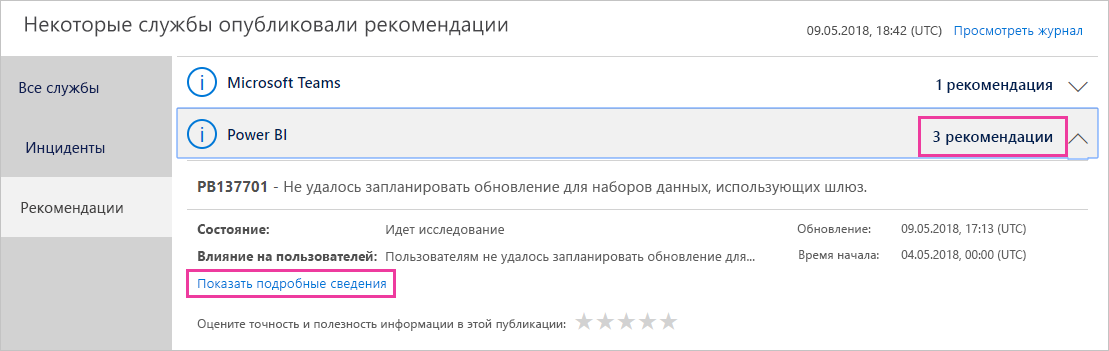 Некоторые службы опубликовали рекомендации
09.05.2018, 18:42 (UTC) Просмотреть журнал
Все службы
Инциденты
Рекомендации
Microsoft Teams 1 рекомендация
Power BI 3 рекомендации
PB137701 - Не удалось запланировать обновление для наборов данных, использующих шлюз.
Состояние: Идет исследование Обновление: 09.05.2018, 17:13 (UTC)
Влияние на пользователей: Пользователям не удалось запланировать обновление для... Время начала: 04.05.2018, 00:00 (UTC)
Показать подробные сведения
Оцените точность и полезность информации в этой публикации: